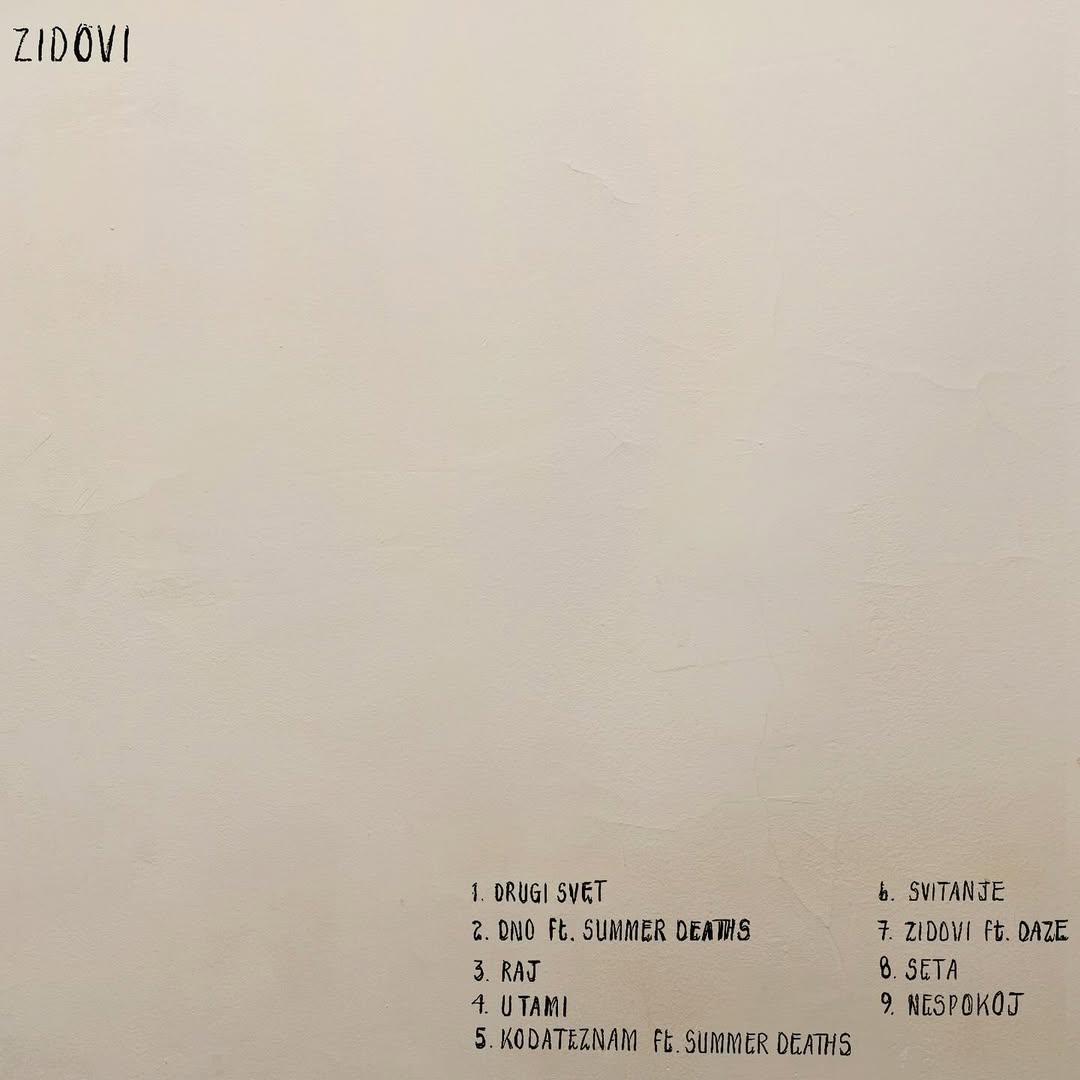 ZIDOVI
1. DRUGI SVET
2. DNO ft. SUMMER DEATHS
3. RAJ
4. U TAMI
5. KODATEZNAM ft. SUMMER DEATHS
6. SVITANJE
7. ZIDOVI ft. DAZE
8. SETA
9. NESPOKOJ